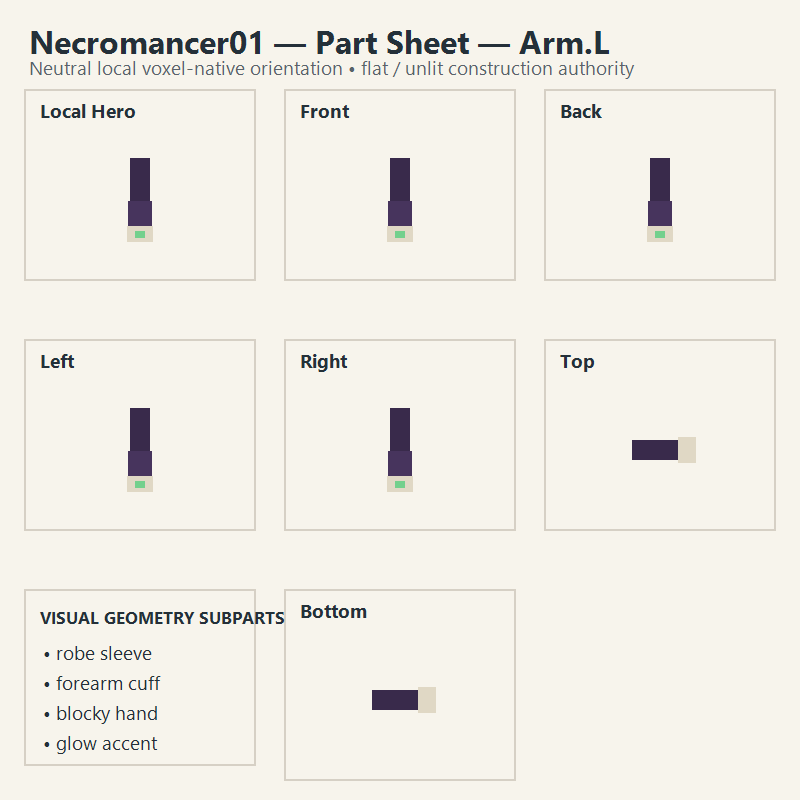 Necromancer01 — Part Sheet — Arm.L
Neutral local voxel-native orientation • flat / unlit construction authority
Local Hero
Front
Back
Left
Right
Top
VISUAL GEOMETRY SUBPARTS
• robe sleeve
• forearm cuff
• blocky hand
• glow accent
Bottom